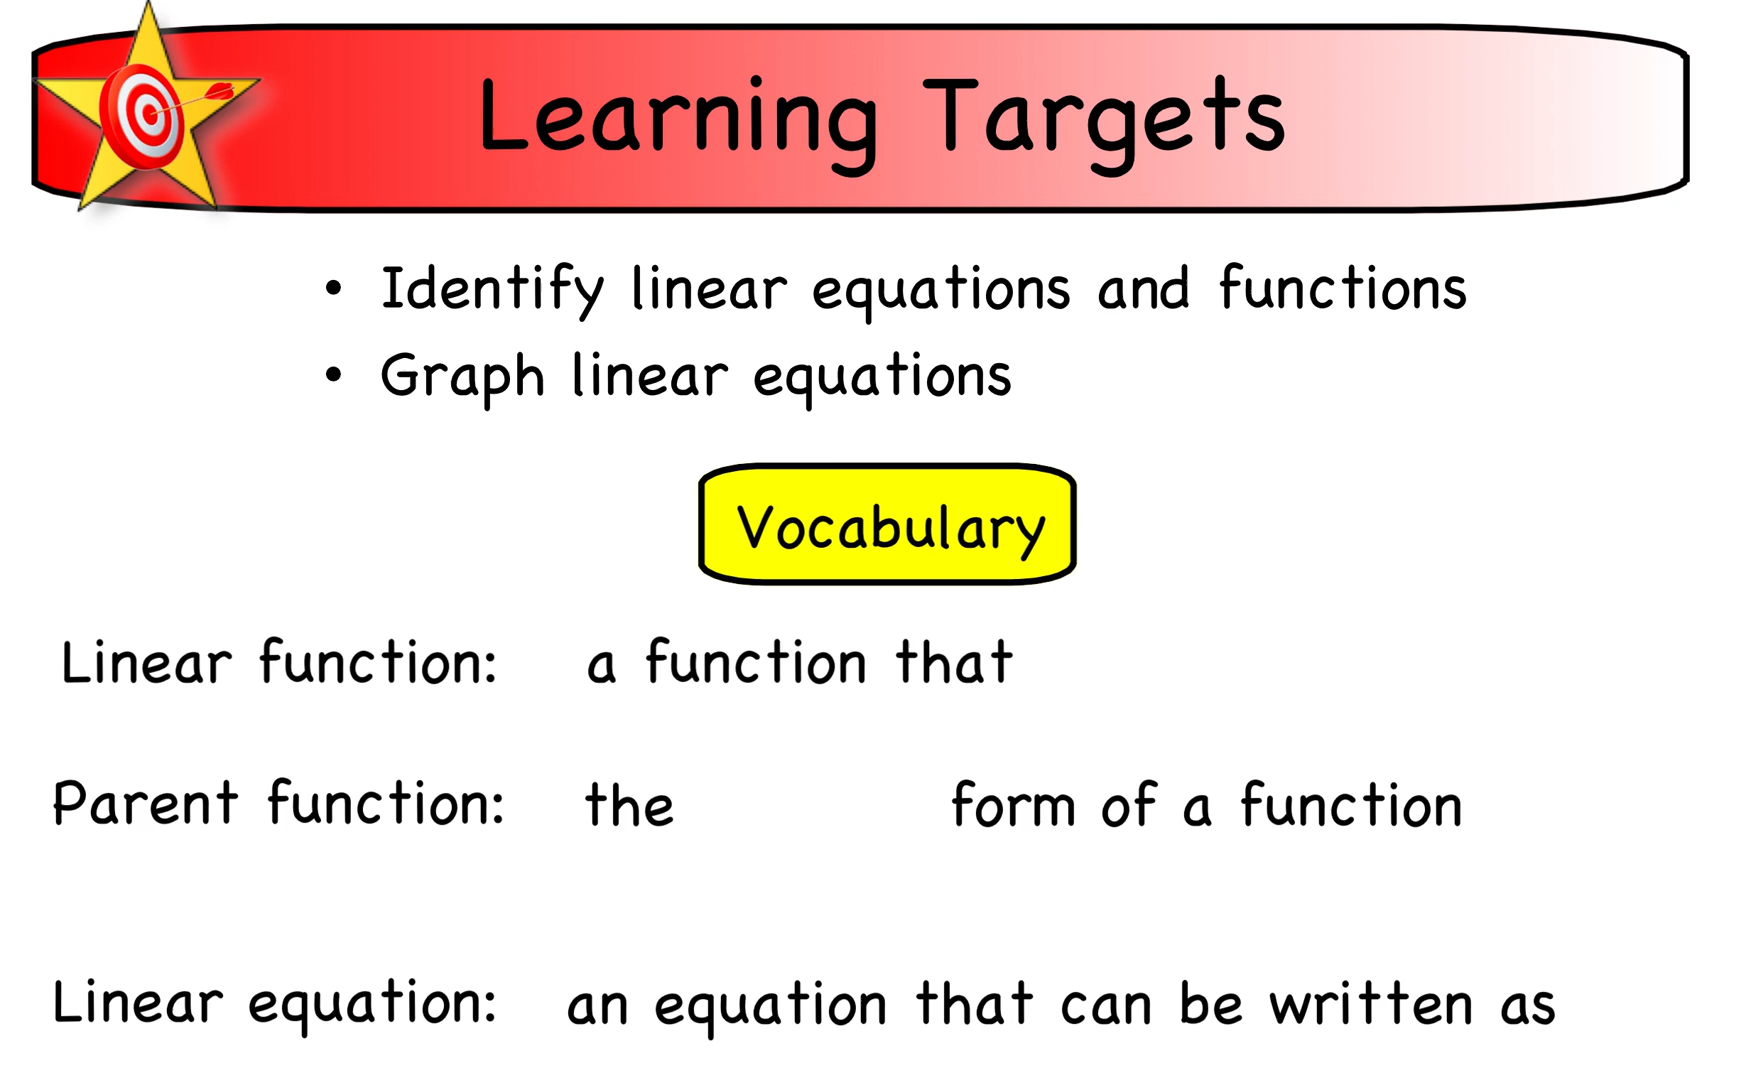 Learning Targets
• Identify linear equations and functions
• Graph linear equations
Vocabulary
Linear function: a function that
Parent function: the form of a function
Linear equation: an equation that can be written as